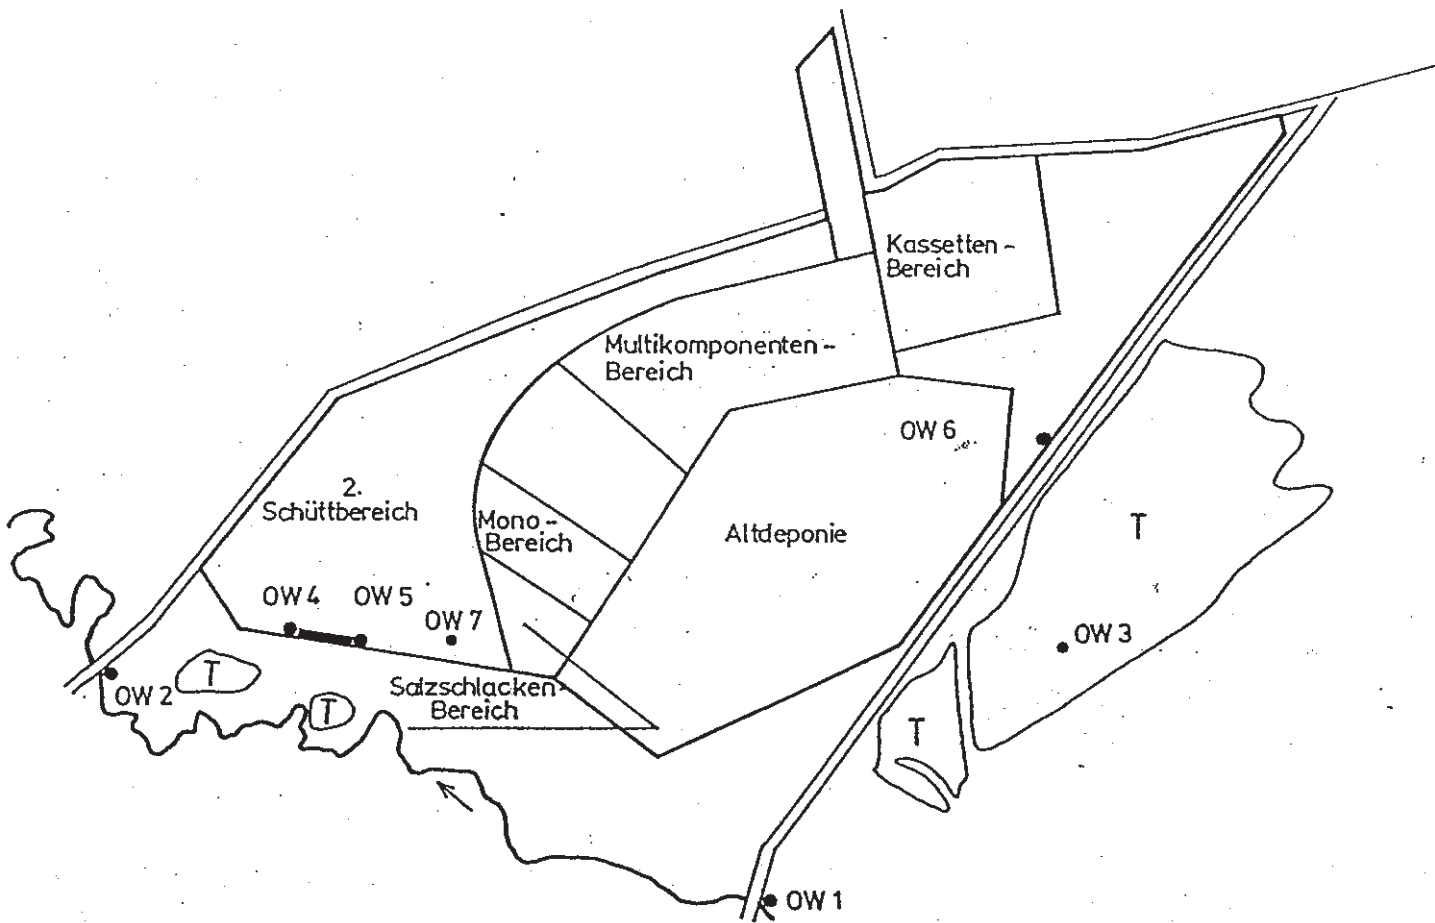 Kassetten-
Bereich
Multikomponenten-
Bereich
OW 6
2.
Schüttbereich
Mono-
Bereich
Altdeponie
T
OW 4
OW 5
OW 7
OW 3
T
OW 2
Salzschlacken-
Bereich
T
T
OW 1